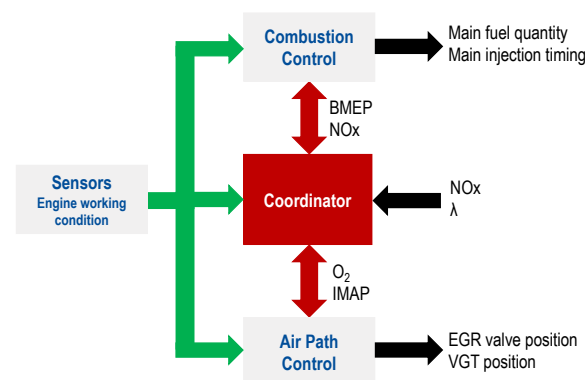 Combustion
Control
Main fuel quantity
Main injection timing
BMEP
NOx
Sensors
Engine working
condition
Coordinator
NOx
λ
O₂
IMAP
Air Path
Control
EGR valve position
VGT position